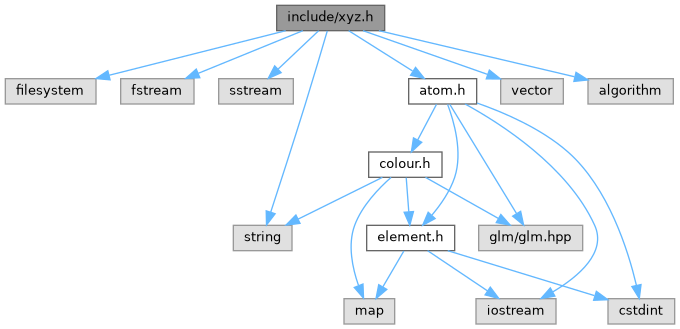 include/xyz.h
filesystem
fstream
sstream
atom.h
vector
algorithm
colour.h
string
element.h
glm/glm.hpp
map
iostream
cstdint